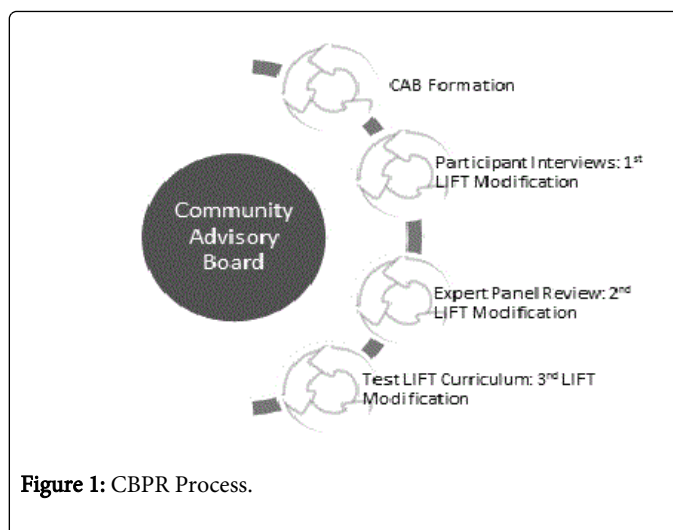 CAB Formation
Participant Interviews: 1st
LIFT Modification
Community
Advisory
Board
Expert Panel Review: 2nd
LIFT Modification
Test LIFT Curriculum: 3rd LIFT
Modification
Figure 1: CBPR Process.